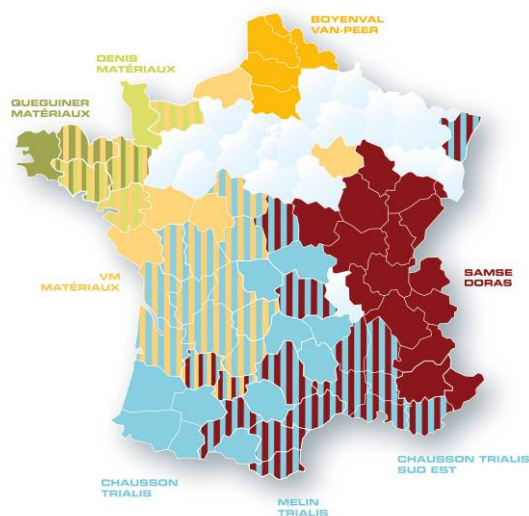 BOYENVAL
VAN-PEER
DENIS
MATÉRIAUX
QUEGUINER
MATÉRIAUX
VM
MATÉRIAUX
SAMSE
DORAS
CHAUSSON TRIALIS
SUD EST
CHAUSSON
TRIALIS
MELIN
TRIALIS